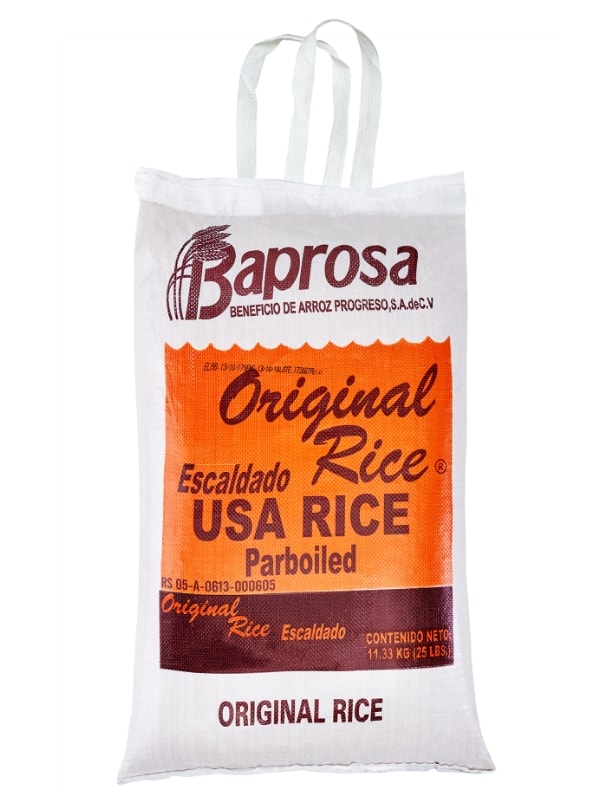 Baprosa
BENEFICIO DE ARROZ PROGRESO,S.A.deC.V
Original
Rice ®
Escaldado
USA RICE
Parboiled
RS 05-A-0613-000605
Original
Rice Escaldado
CONTENIDO NETO
11.33 KG (25 LBS.)
ORIGINAL RICE